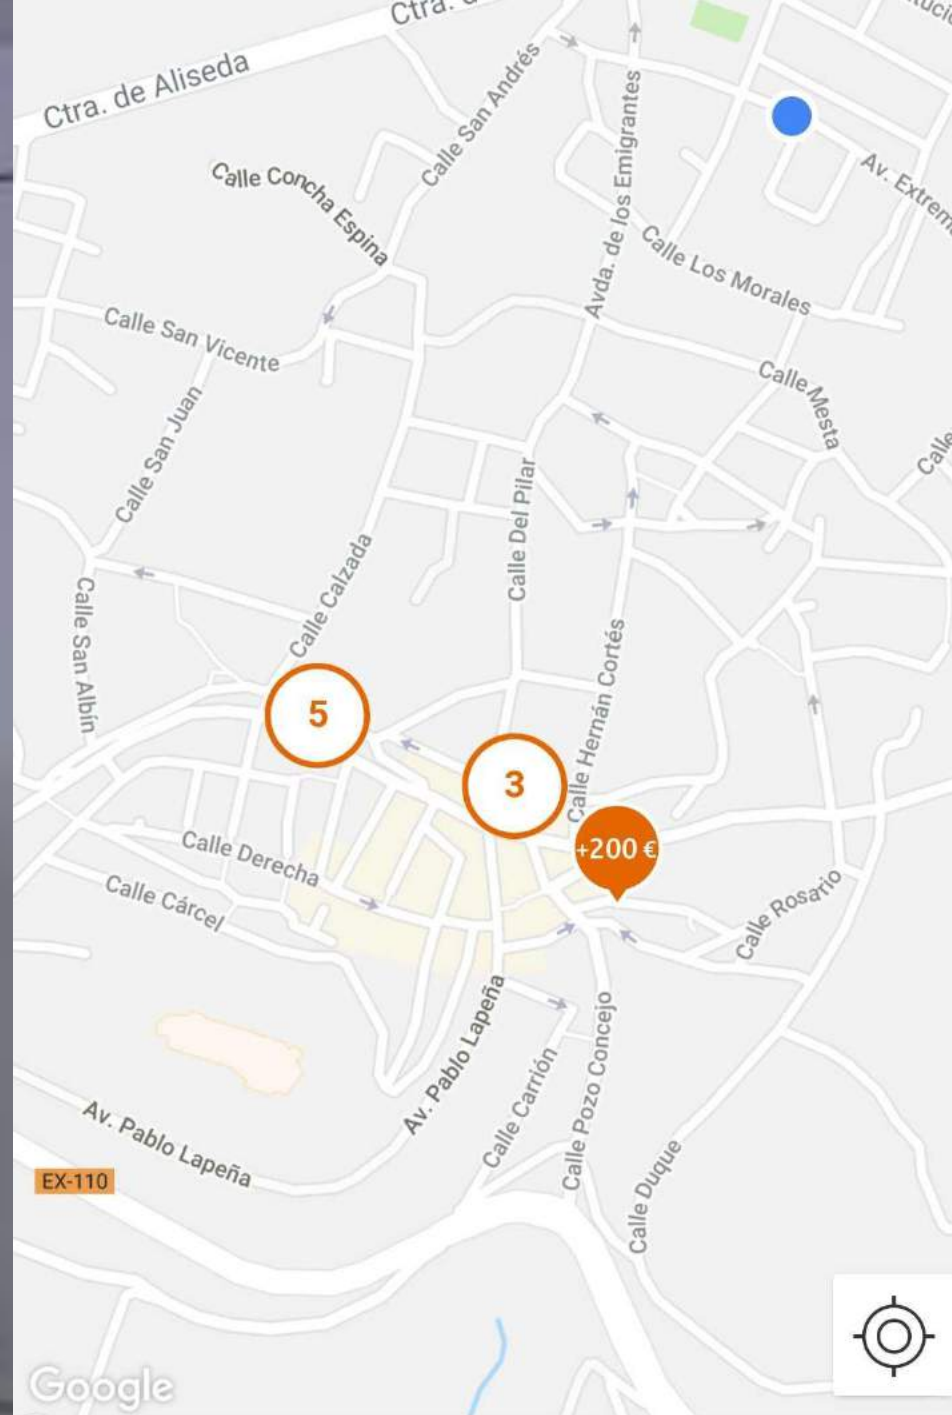 Ctra. d
Ctra. de Aliseda
Calle San Andrés
Calle Concha Espina
Avda. de los Emigrantes
Av. Extrem
Calle Los Morales
Calle San Vicente
Calle Mesta
Calle San Juan
Calle
Calle Del Pilar
Calle Calzada
Calle San Albín
Calle Hernán Cortés
5
3
+200 €
Calle Derecha
Calle Cárcel
Calle Rosario
Av. Pablo Lapeña
Calle Carrión
Calle Pozo Concejo
Av. Pablo Lapeña
Calle Duque
EX-110
Google